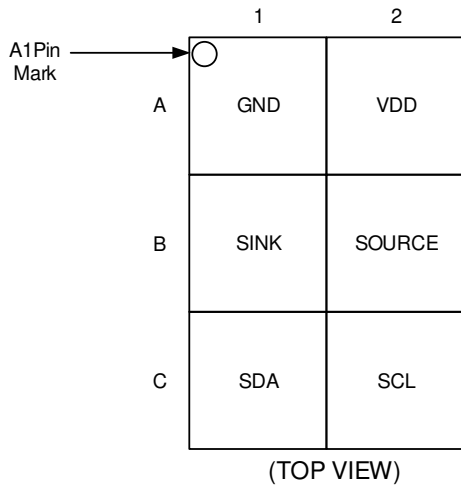 1 2
A1Pin
Mark
A GND VDD
B SINK SOURCE
C SDA SCL
(TOP VIEW)